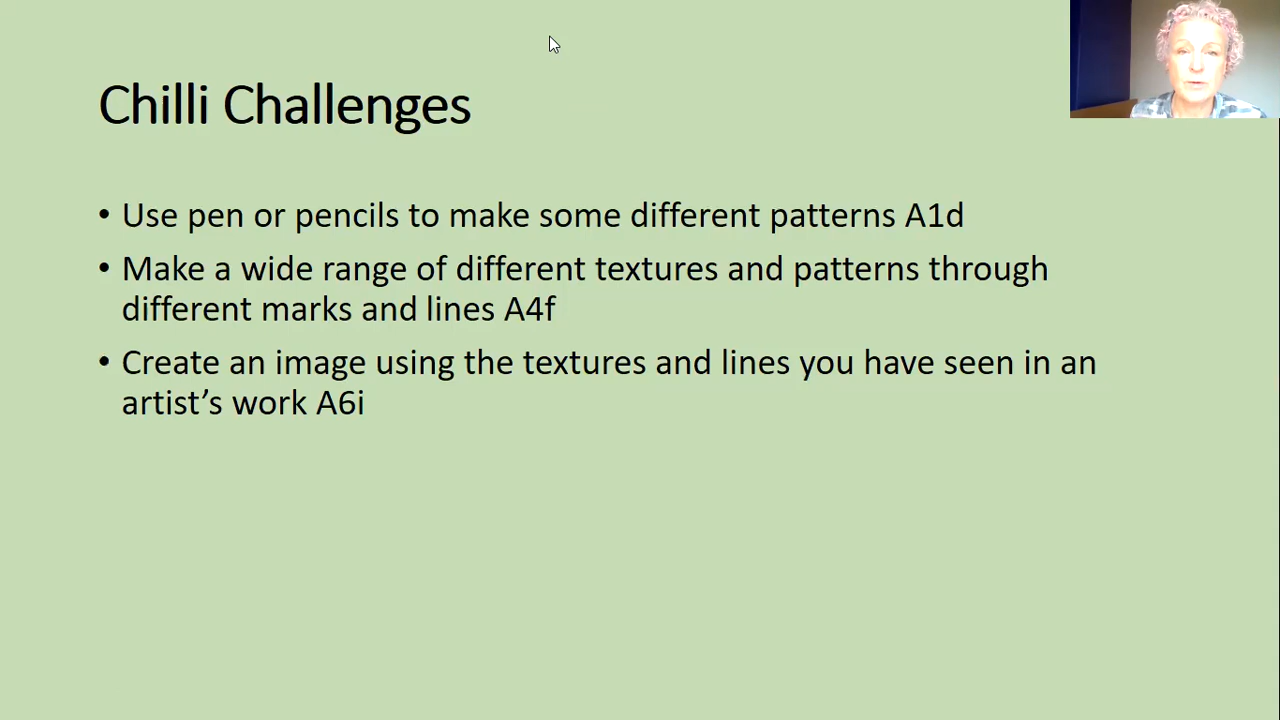 Chilli Challenges
• Use pen or pencils to make some different patterns A1d
• Make a wide range of different textures and patterns through
different marks and lines A4f
• Create an image using the textures and lines you have seen in an
artist’s work A6i